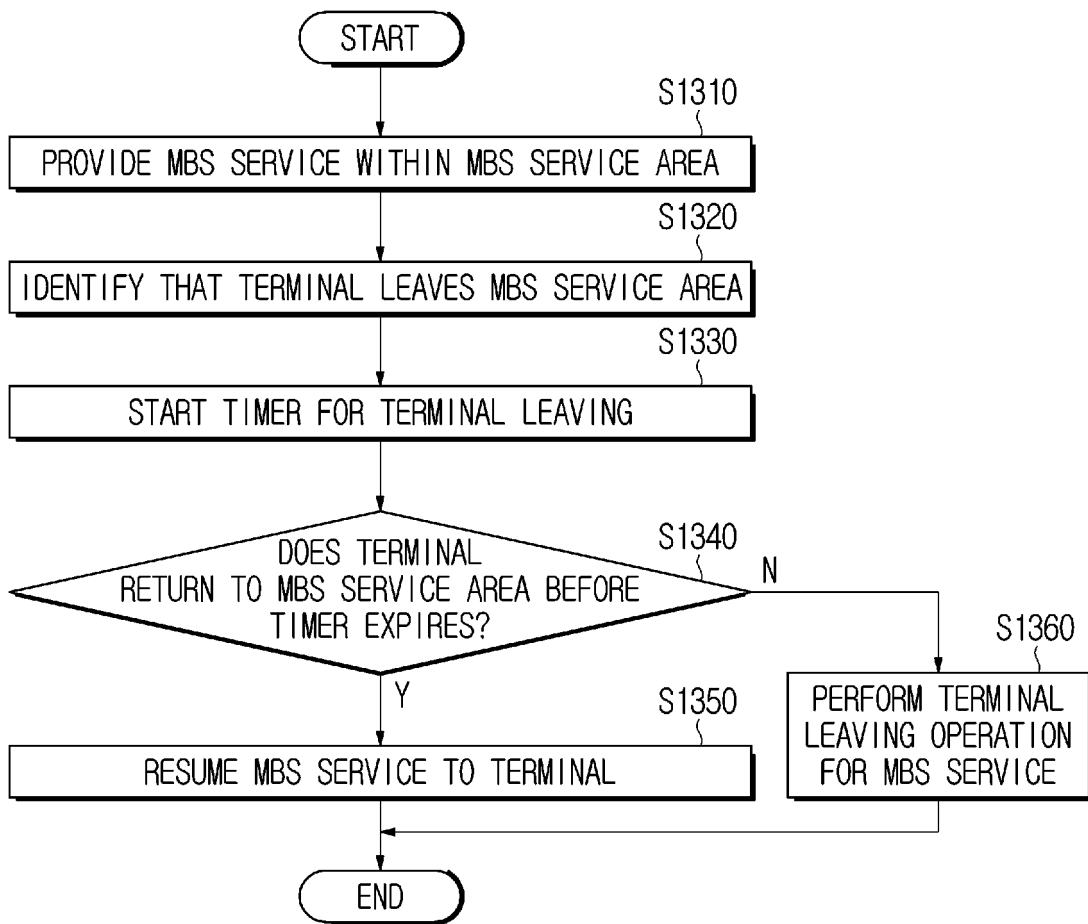 START
S1310
PROVIDE MBS SERVICE WITHIN MBS SERVICE AREA
S1320
IDENTIFY THAT TERMINAL LEAVES MBS SERVICE AREA
S1330
START TIMER FOR TERMINAL LEAVING
S1340
DOES TERMINAL
RETURN TO MBS SERVICE AREA BEFORE
TIMER EXPIRES?
N
Y
S1350
RESUME MBS SERVICE TO TERMINAL
S1360
PERFORM TERMINAL
LEAVING OPERATION
FOR MBS SERVICE
END